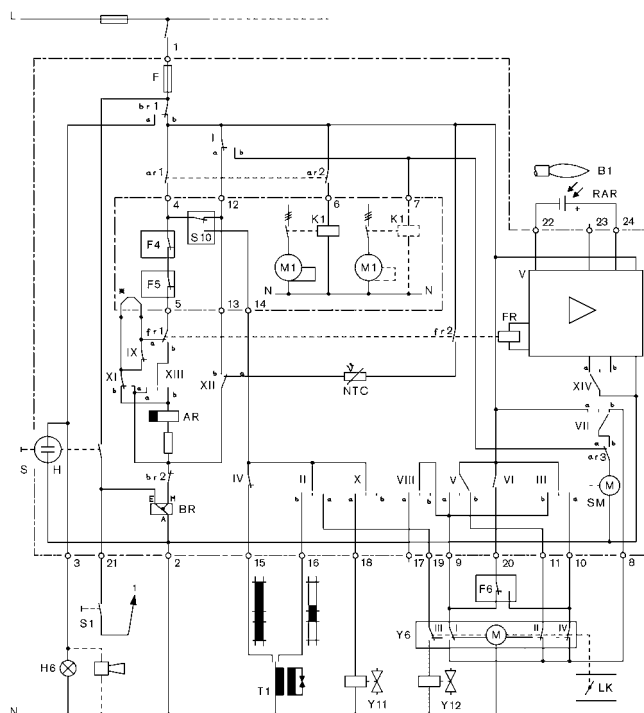 L
1
F
br1
a b
I
a b
ar1
a b
ar2
a b
B1
RAR
+
4 12 6 7
22 23 24
S10
K1 K1
F4
M1 M1
F5
N N
V
FR
5 13 14
fr1
a b
fr2
a b
IX
XI
a b
XIII
a b
XII
a b
NTC
XIV
a b
VII
a b
ar3
a b
AR
S H
br2
a b
IV
a
II
a b
X
a b
VIII
a b
V
a b
VI
III
b a
M
SM
E M
A
BR
3 21 2 15 16 18 17 19 9 20 11 10 8
S1
1
F6
Y6
III I M II IV
H6
T1
Y11
Y12
LK
N